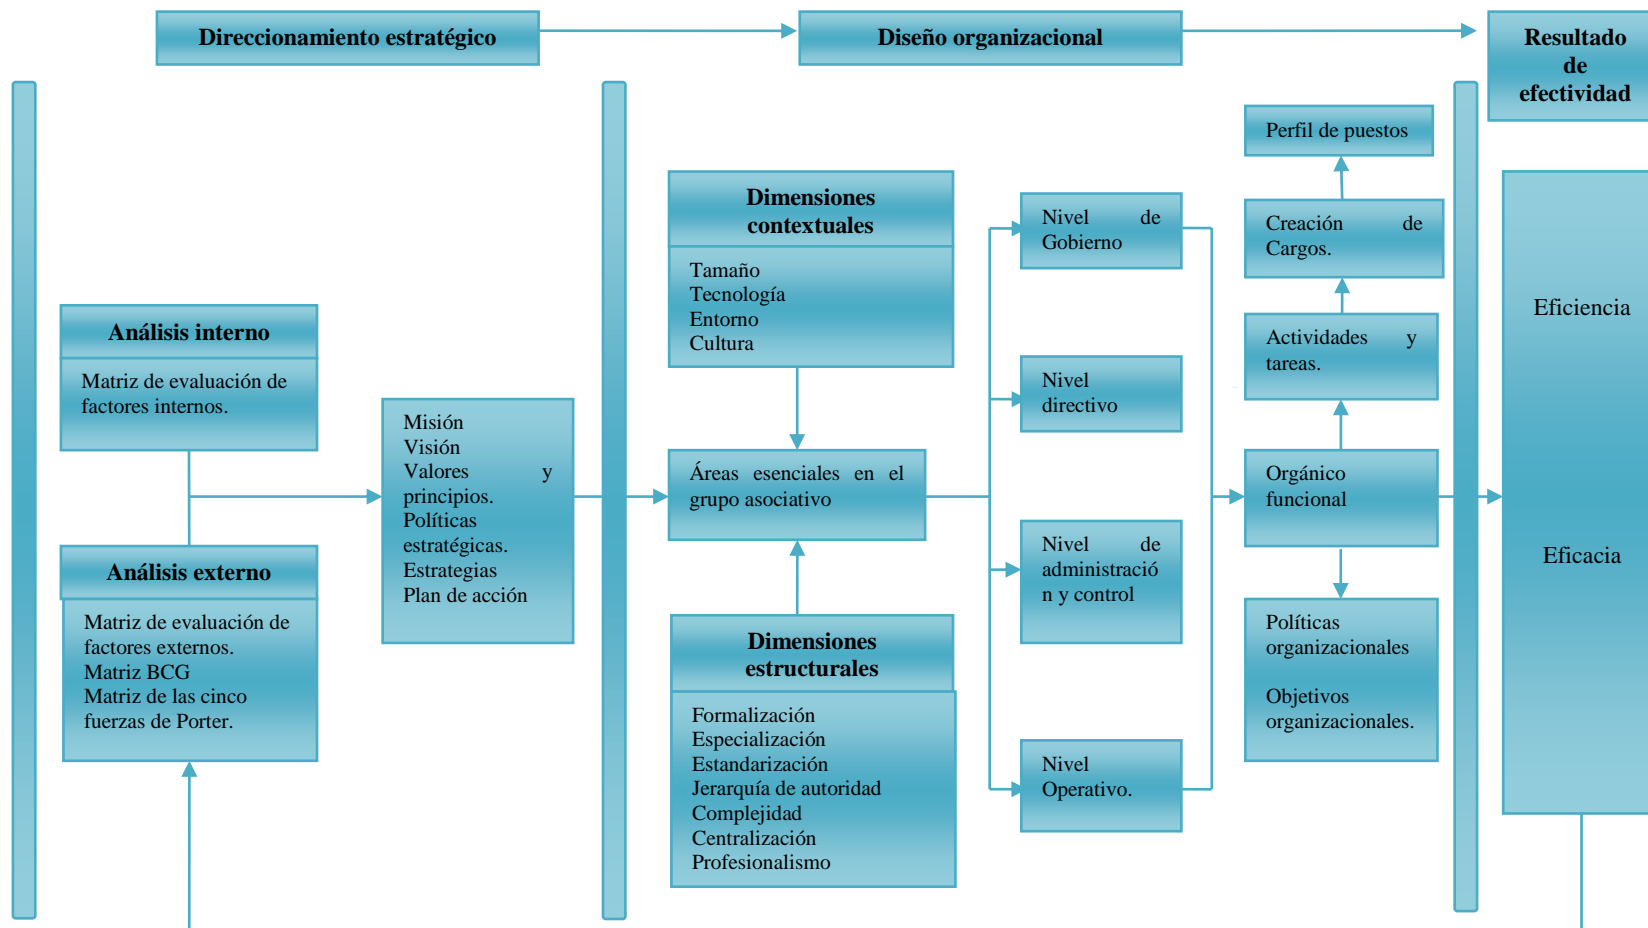 Direccionamiento estratégico
Diseño organizacional
Resultado
de
efectividad
Análisis interno
Matriz de evaluación de
factores internos.
Análisis externo
Matriz de evaluación de
factores externos.
Matriz BCG
Matriz de las cinco
fuerzas de Porter.
Misión
Visión
Valores y
principios.
Políticas
estratégicas.
Estrategias
Plan de acción
Dimensiones
contextuales
Tamaño
Tecnología
Entorno
Cultura
Áreas esenciales en el
grupo asociativo
Dimensiones
estructurales
Formalización
Especialización
Estandarización
Jerarquía de autoridad
Complejidad
Centralización
Profesionalismo
Nivel de
Gobierno
Nivel
directivo
Nivel de
administració
n y control
Nivel
Operativo.
Perfil de puestos
Creación de
Cargos.
Actividades y
tareas.
Orgánico
funcional
Políticas
organizacionales
Objetivos
organizacionales.
Eficiencia
Eficacia